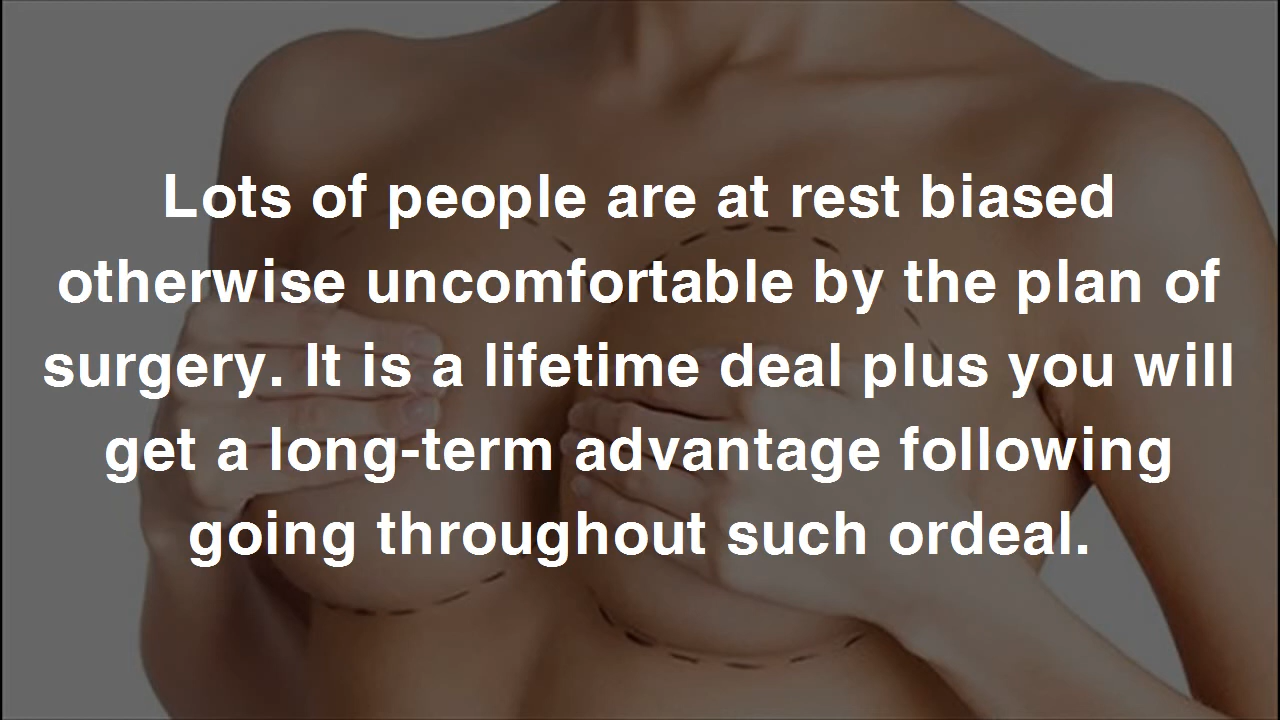 Lots of people are at rest biased
otherwise uncomfortable by the plan of
surgery. It is a lifetime deal plus you will
get a long-term advantage following
going throughout such ordeal.